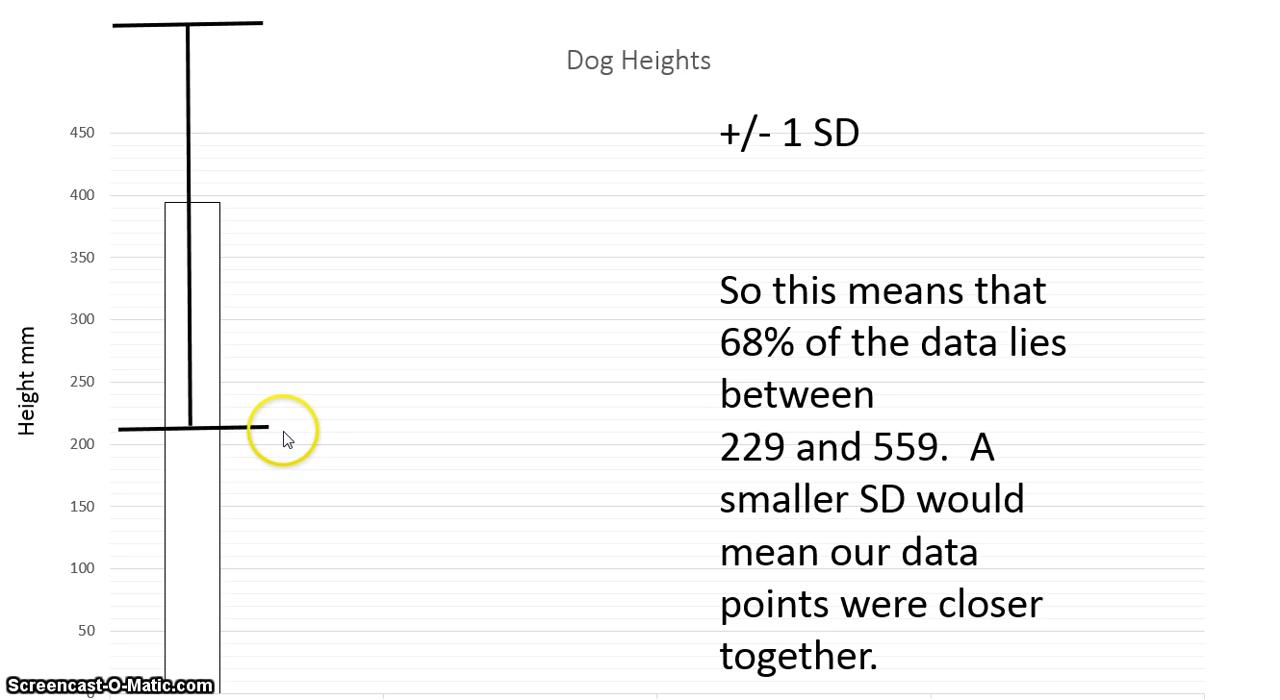 Dog Heights
450
400
350
300
250
200
150
100
50
Height mm
+/- 1 SD
So this means that
68% of the data lies
between
229 and 559.  A
smaller SD would
mean our data
points were closer
together.
Screencast-O-Matic.com